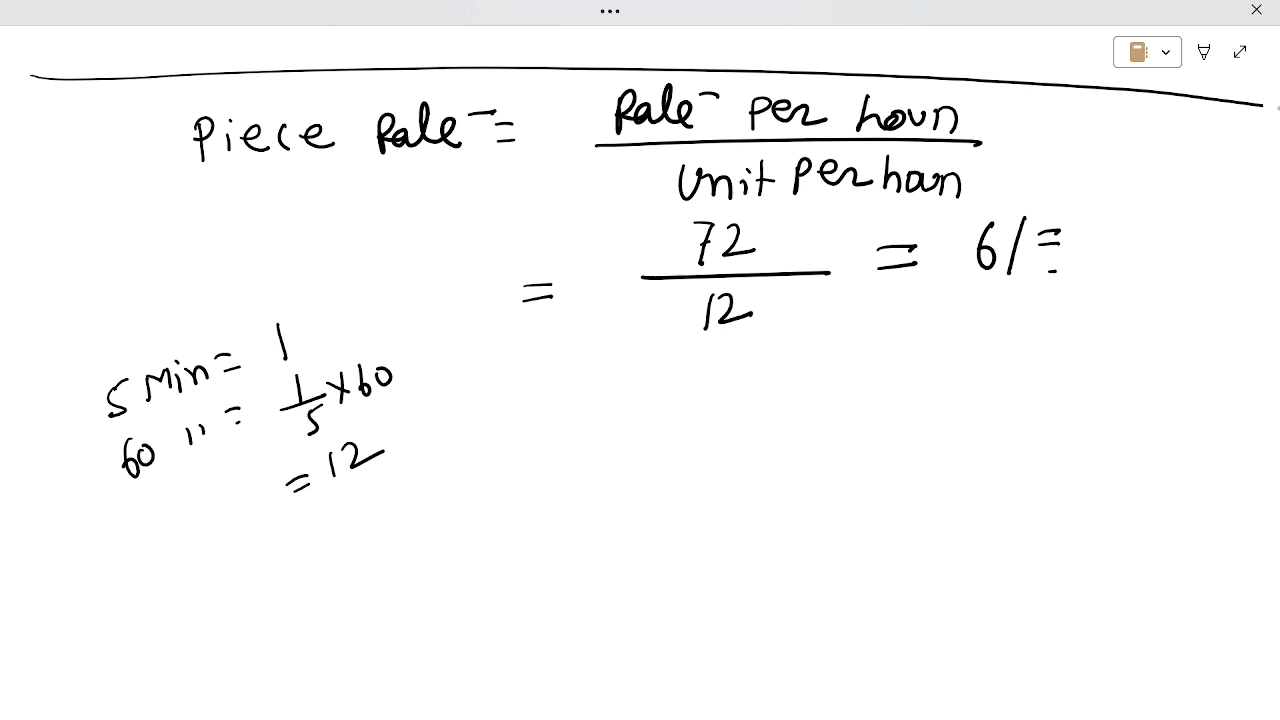 Piece Rate = Rate per hour / Unit per hour
= 72 / 12 = 6/=
5 Min = 1
60 " = 1/5 × 60
= 12